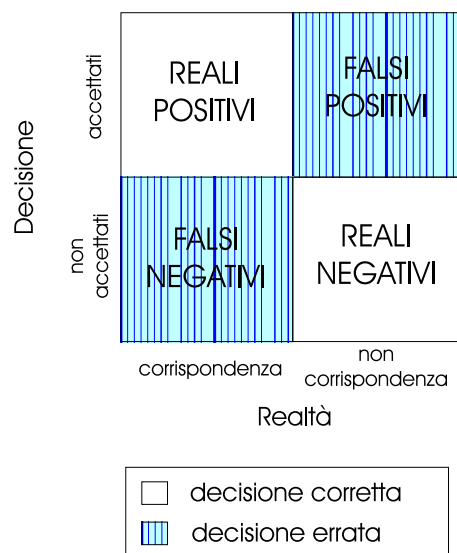 REALI
POSITIVI
FALSI
POSITIVI
accettati
Decisione
non
accettati
FALSI
NEGATIVI
REALI
NEGATIVI
corrispondenza
non
corrispondenza
Realtà
decisione corretta
decisione errata